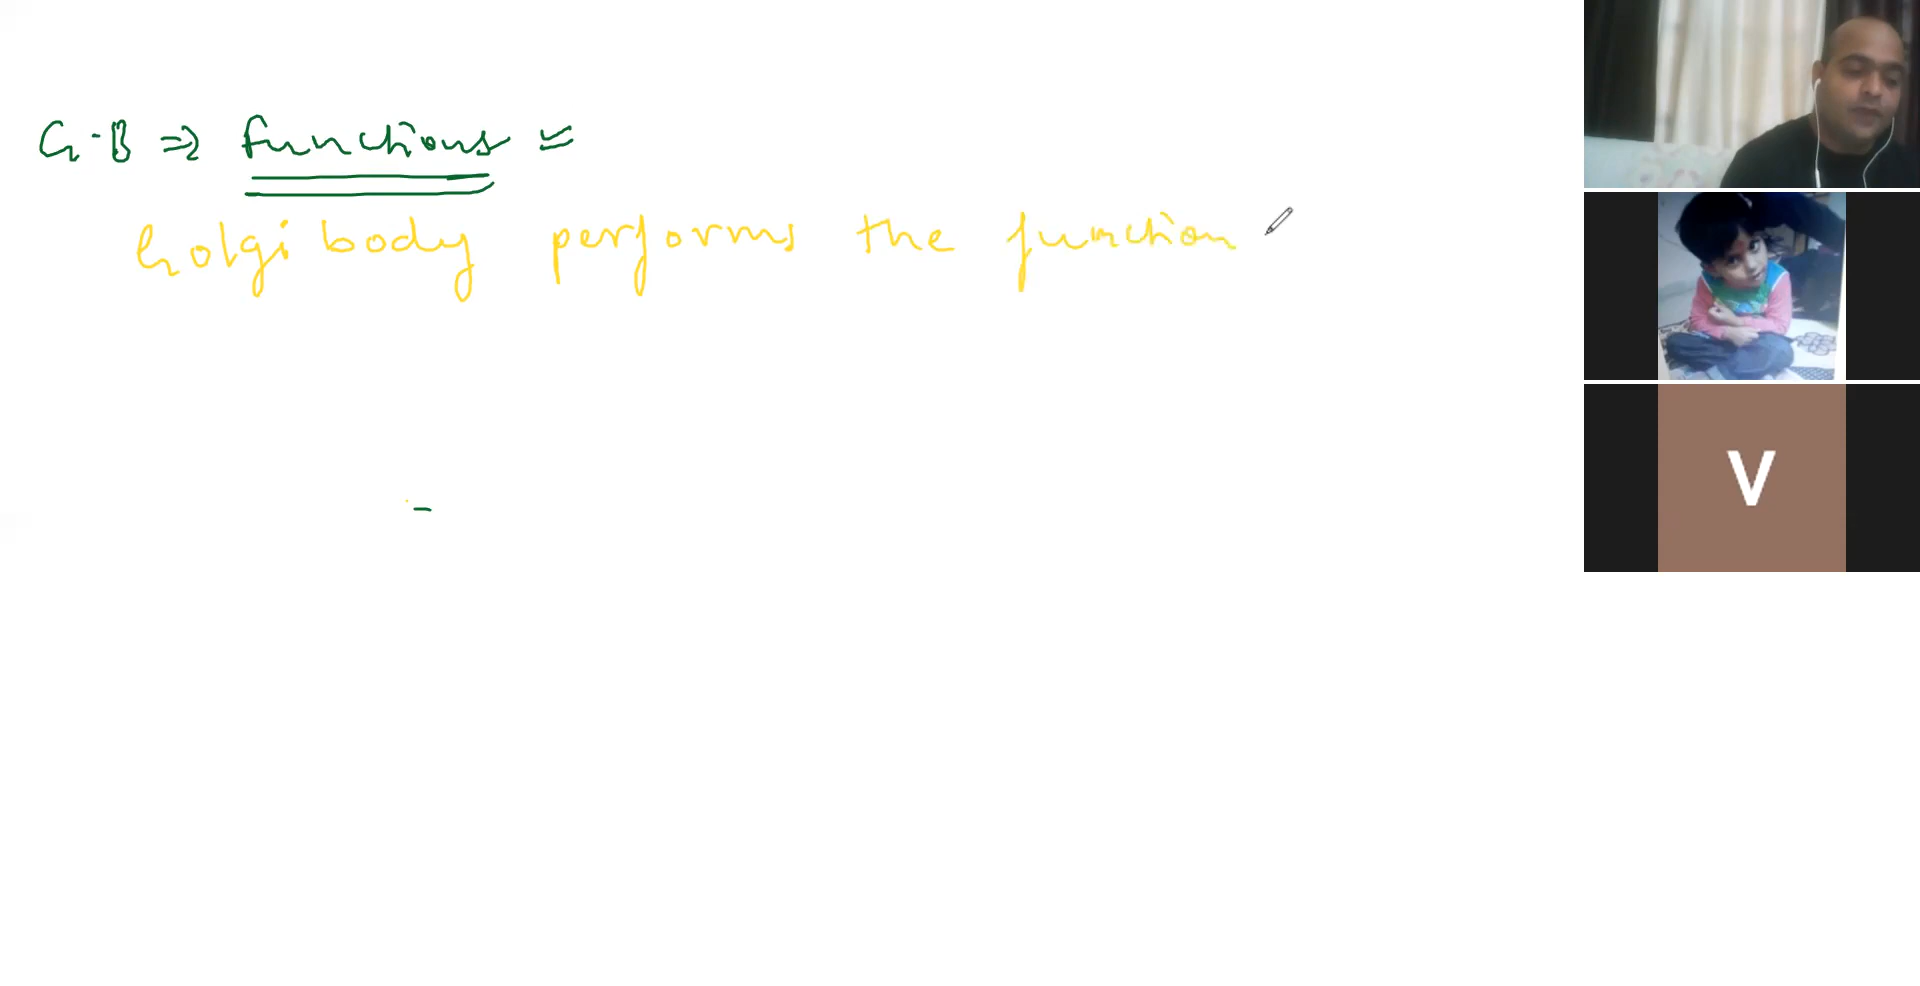 G.B ⇒ functions =
Golgi body performs the function
V